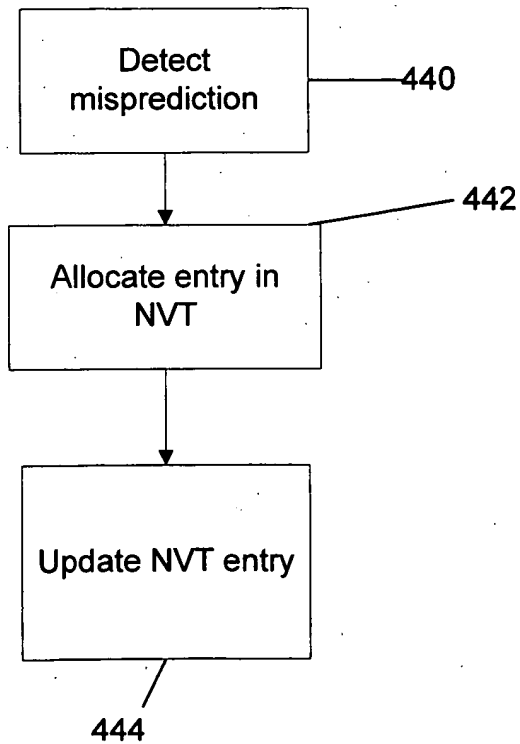 Detect
misprediction
440
442
Allocate entry in
NVT
Update NVT entry
444